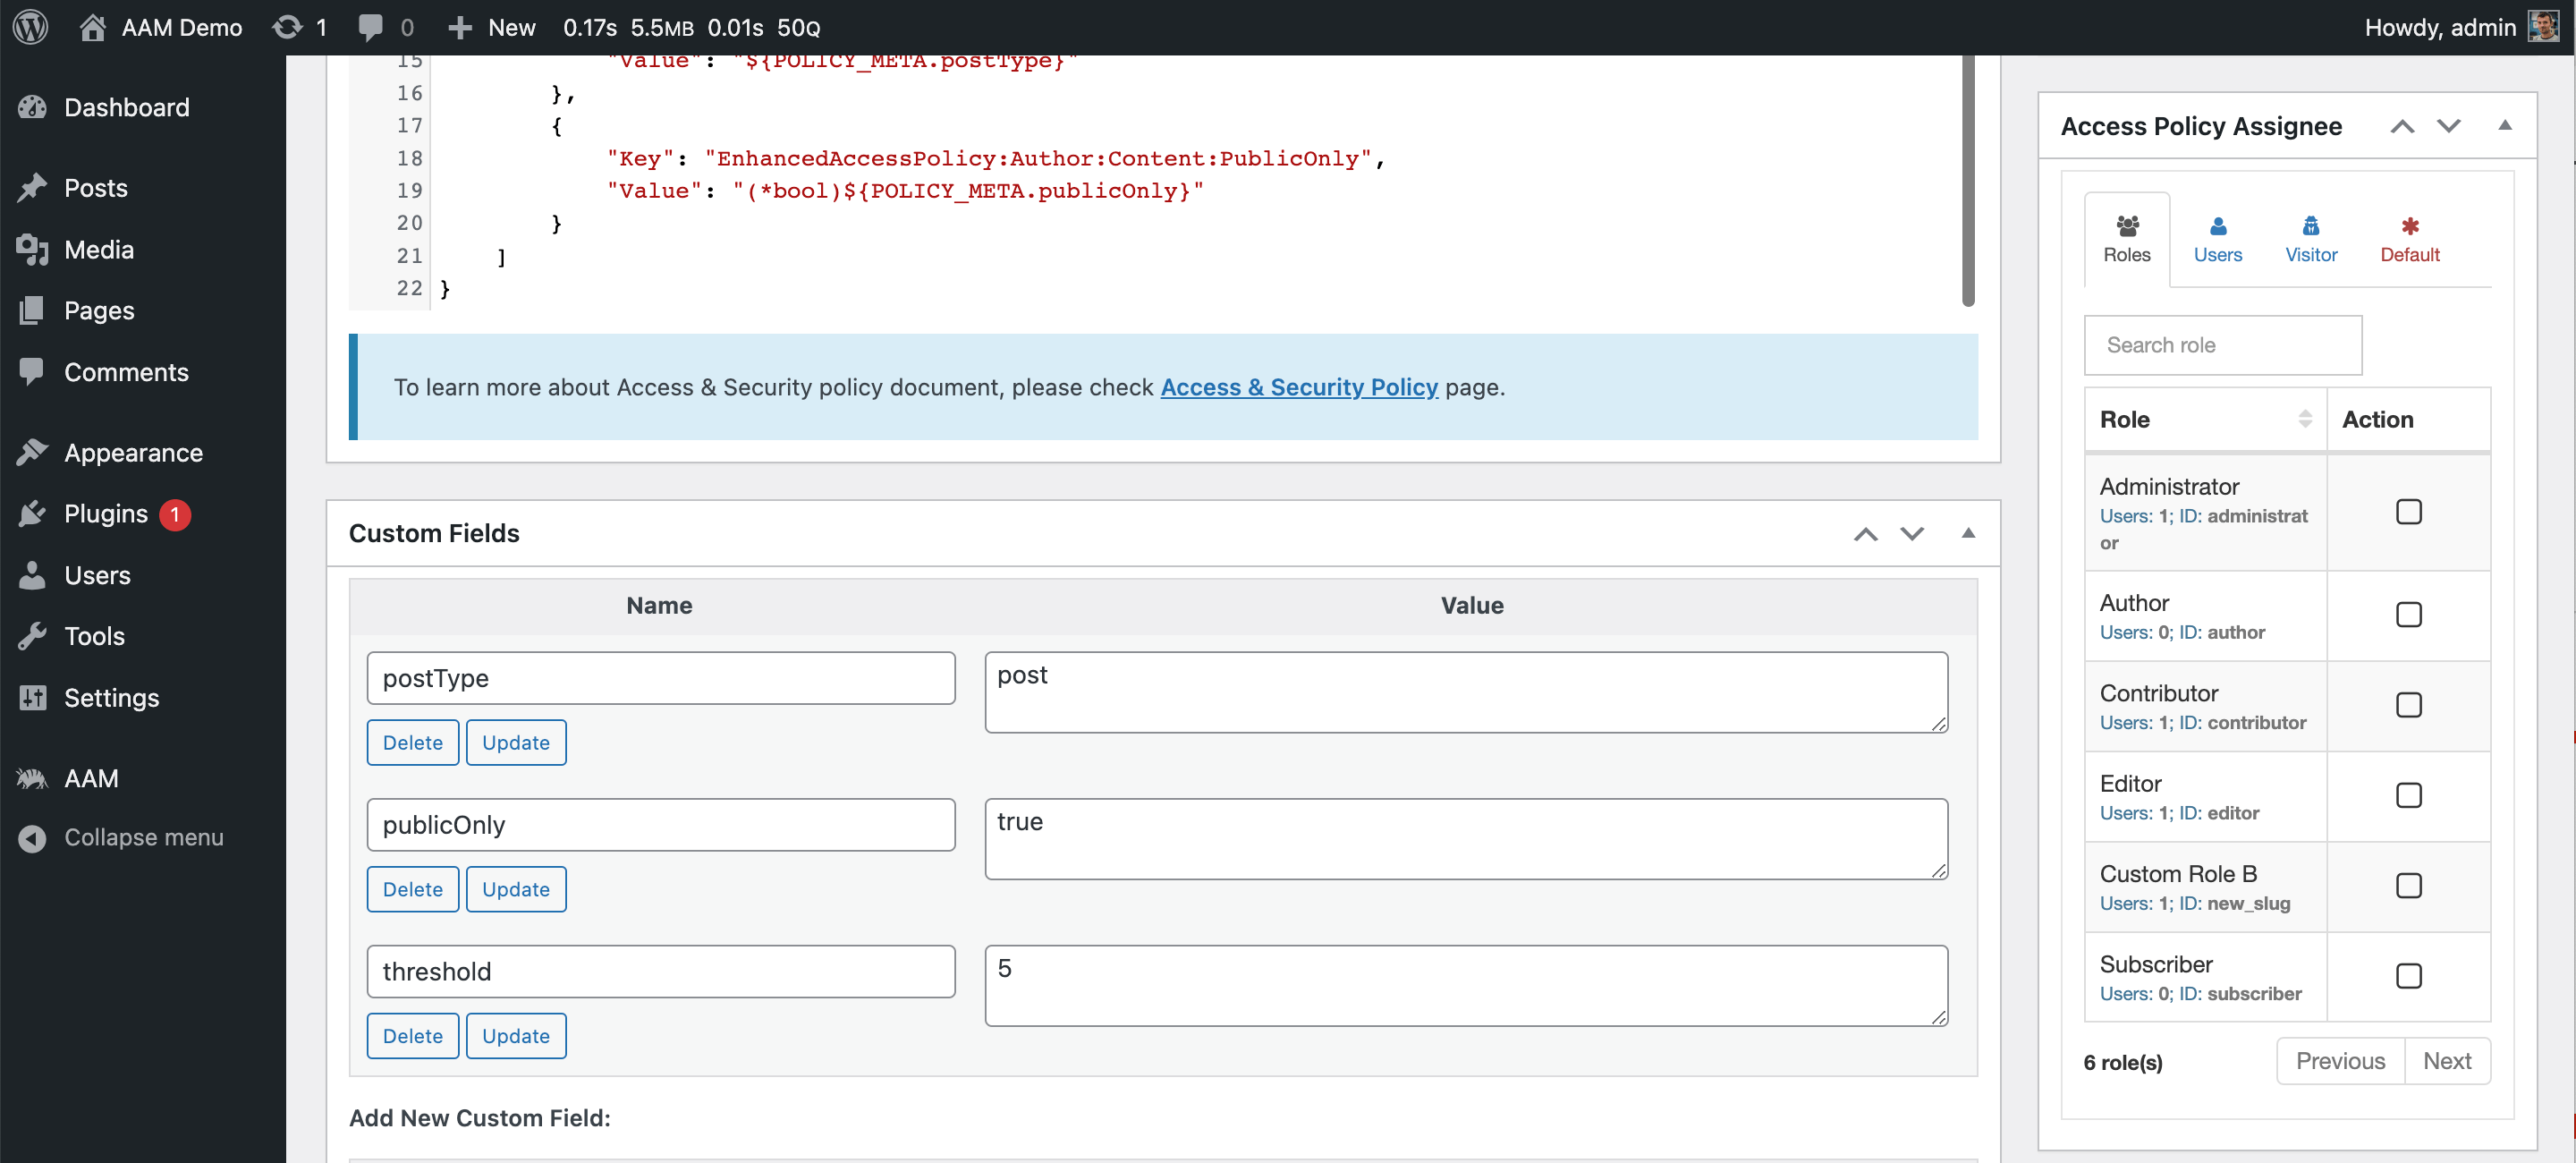 AAM Demo 1 0 New 0.17s 5.5MB 0.01s 50Q Howdy, admin
Dashboard
Posts
Media
Pages
Comments
Appearance
Plugins 1
Users
Tools
Settings
AAM
Collapse menu
15 "Value": "${POLICY_META.postType}"
16 },
17 {
18 "Key": "EnhancedAccessPolicy:Author:Content:PublicOnly",
19 "Value": "(*bool)${POLICY_META.publicOnly}"
20 }
21 ]
22 }
To learn more about Access & Security policy document, please check Access & Security Policy page.
Custom Fields
Name Value
postType post
Delete Update
publicOnly true
Delete Update
threshold 5
Delete Update
Add New Custom Field:
Access Policy Assignee
Roles Users Visitor Default
Search role
Role Action
Administrator
Users: 1; ID: administrat
or
Author
Users: 0; ID: author
Contributor
Users: 1; ID: contributor
Editor
Users: 1; ID: editor
Custom Role B
Users: 1; ID: new_slug
Subscriber
Users: 0; ID: subscriber
6 role(s) Previous Next